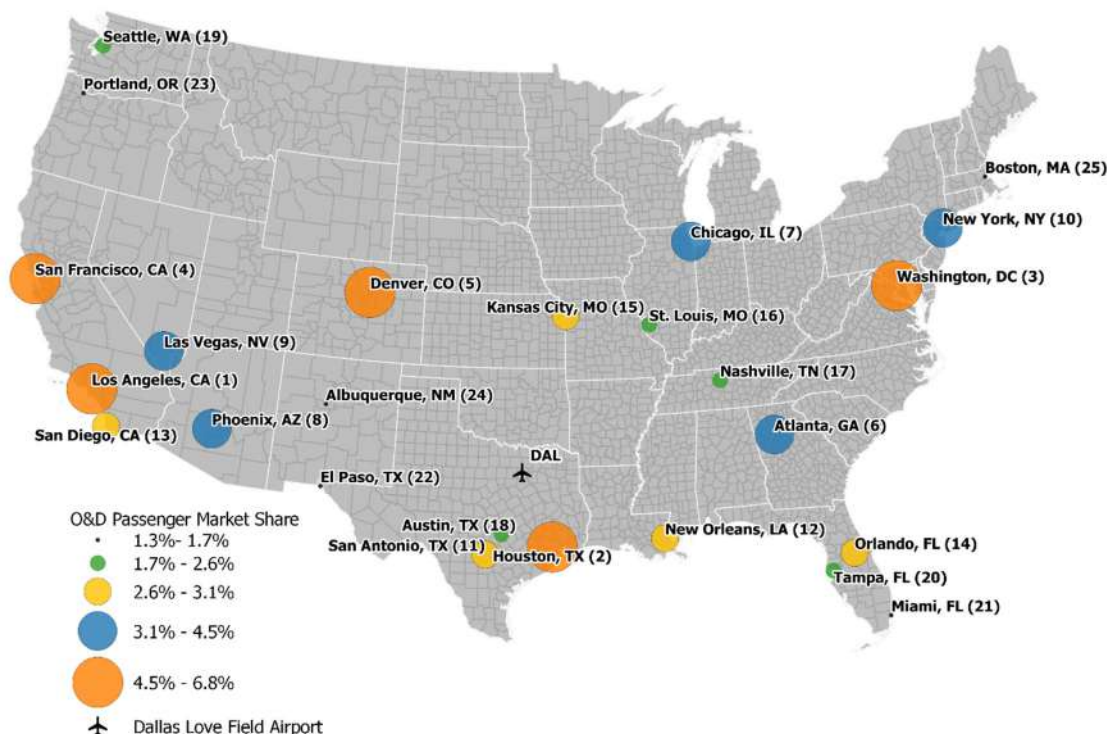 Seattle, WA (19)
Portland, OR (23)
Boston, MA (25)
New York, NY (10)
Chicago, IL (7)
San Francisco, CA (4)
Denver, CO (5)
Washington, DC (3)
Kansas City, MO (15)
St. Louis, MO (16)
Las Vegas, NV (9)
Nashville, TN (17)
Los Angeles, CA (1)
Albuquerque, NM (24)
Phoenix, AZ (8)
Atlanta, GA (6)
San Diego, CA (13)
DAL
El Paso, TX (22)
O&D Passenger Market Share
1.3%- 1.7%
1.7% - 2.6%
2.6% - 3.1%
3.1% - 4.5%
4.5% - 6.8%
Dallas Love Field Airport
Austin, TX (18)
New Orleans, LA (12)
San Antonio, TX (11)
Houston, TX (2)
Orlando, FL (14)
Tampa, FL (20)
Miami, FL (21)